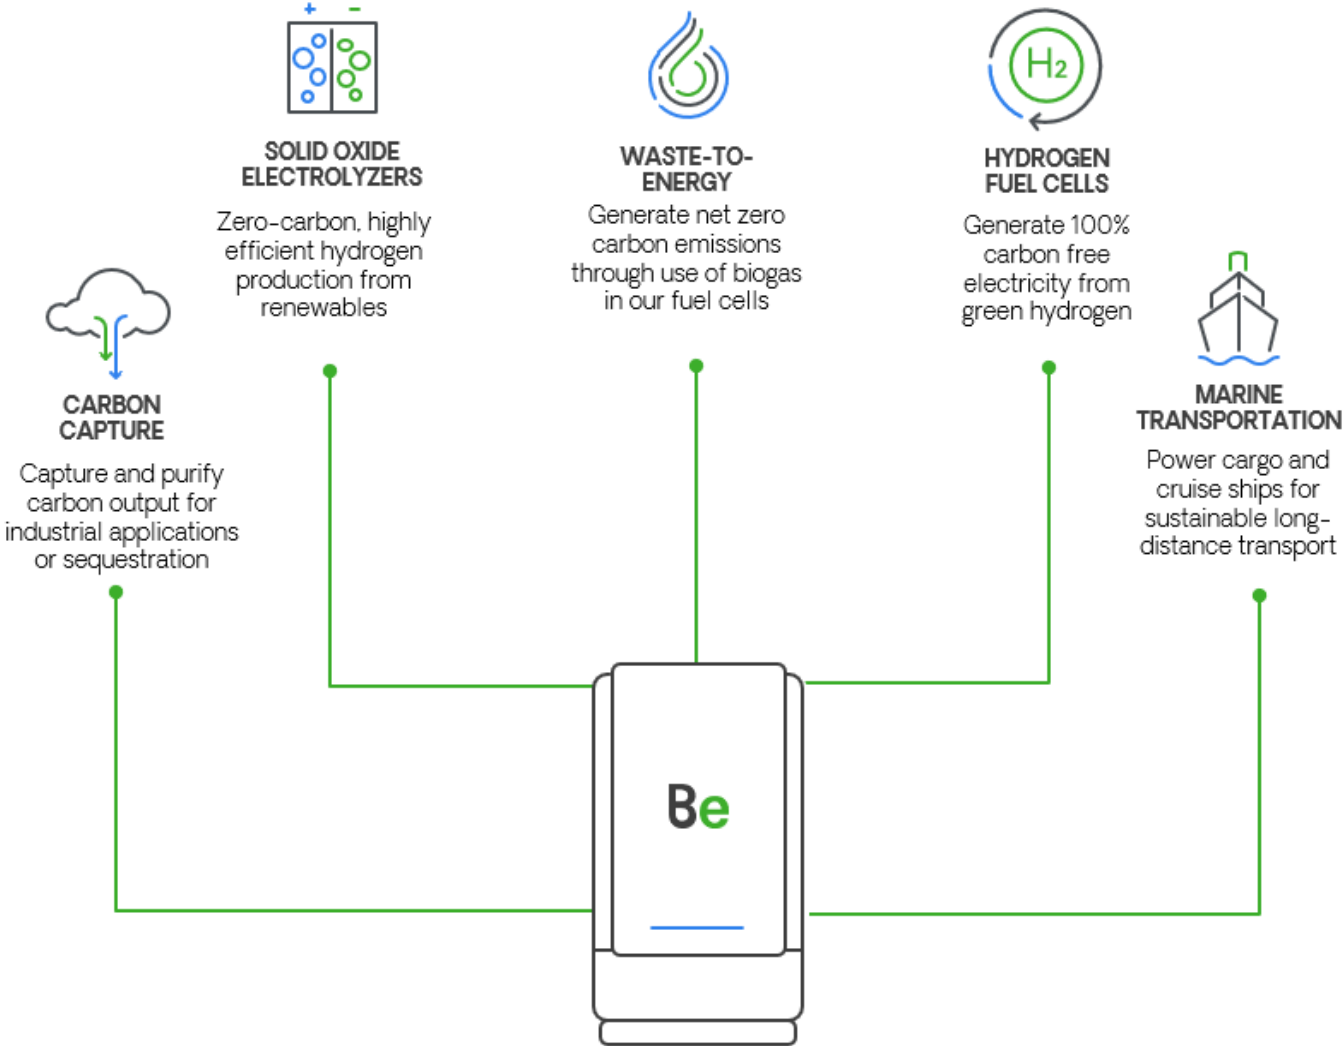 + -
SOLID OXIDE
ELECTROLYZERS
Zero-carbon, highly
efficient hydrogen
production from
renewables
WASTE-TO-
ENERGY
Generate net zero
carbon emissions
through use of biogas
in our fuel cells
H2
HYDROGEN
FUEL CELLS
Generate 100%
carbon free
electricity from
green hydrogen
CARBON
CAPTURE
Capture and purify
carbon output for
industrial applications
or sequestration
MARINE
TRANSPORTATION
Power cargo and
cruise ships for
sustainable long-
distance transport
Be